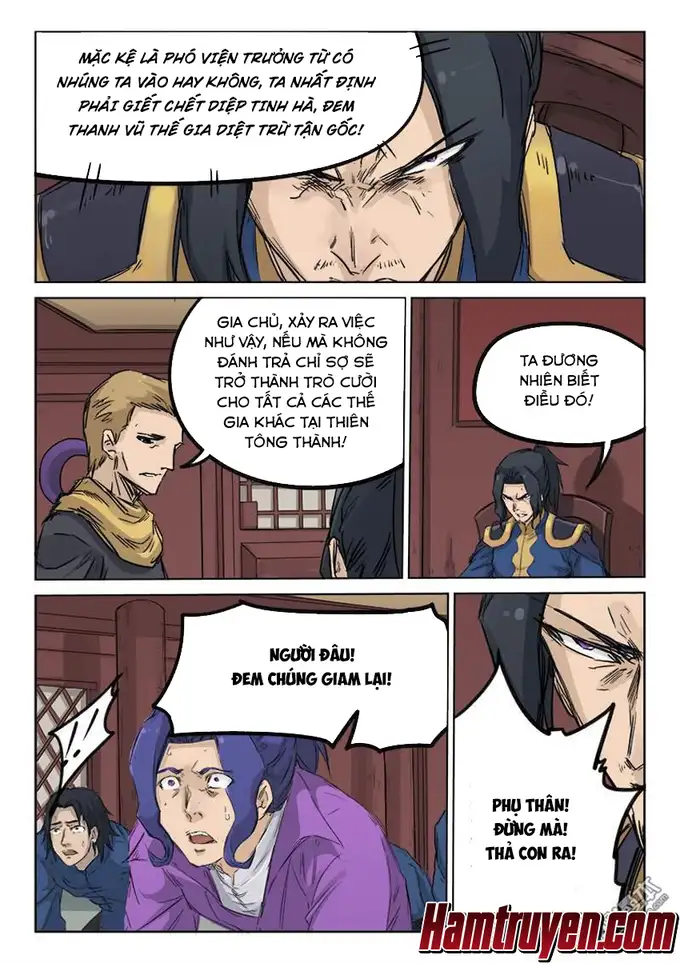 MẶC KỆ LÀ PHÓ VIỆN TRƯỞNG TỪ CÓ
NHÚNG TA VÀO HAY KHÔNG, TA NHẤT ĐỊNH
PHẢI GIẾT CHẾT DIỆP TINH HÀ, ĐEM
THANH VŨ THẾ GIA DIỆT TRỪ TẬN GỐC!
GIA CHỦ, XẢY RA VIỆC
NHƯ VẬY, NẾU MÀ KHÔNG
ĐÁNH TRẢ CHỈ SỢ SẼ
TRỞ THÀNH TRÒ CƯỜI
CHO TẤT CẢ CÁC THẾ
GIA KHÁC TẠI THIÊN
TÔNG THÀNH!
TA ĐƯƠNG
NHIÊN BIẾT
ĐIỀU ĐÓ!
NGƯỜI ĐÂU!
ĐEM CHÚNG GIAM LẠI!
PHỤ THÂN!
ĐỪNG MÀ!
THẢ CON RA!
Hamtruyen.com